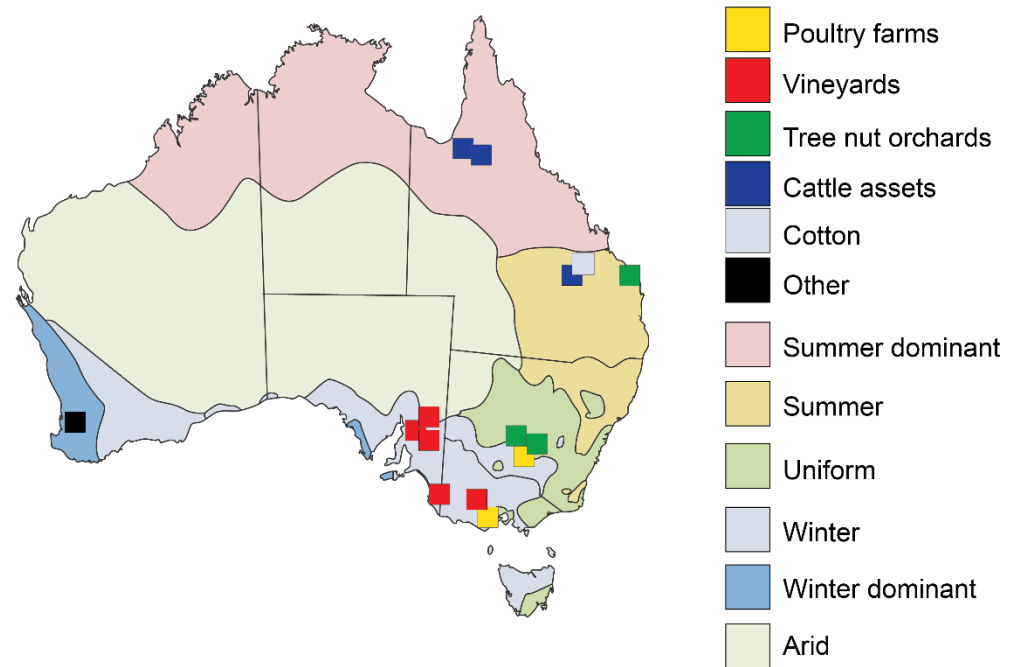 Poultry farms
Vineyards
Tree nut orchards
Cattle assets
Cotton
Other
Summer dominant
Summer
Uniform
Winter
Winter dominant
Arid